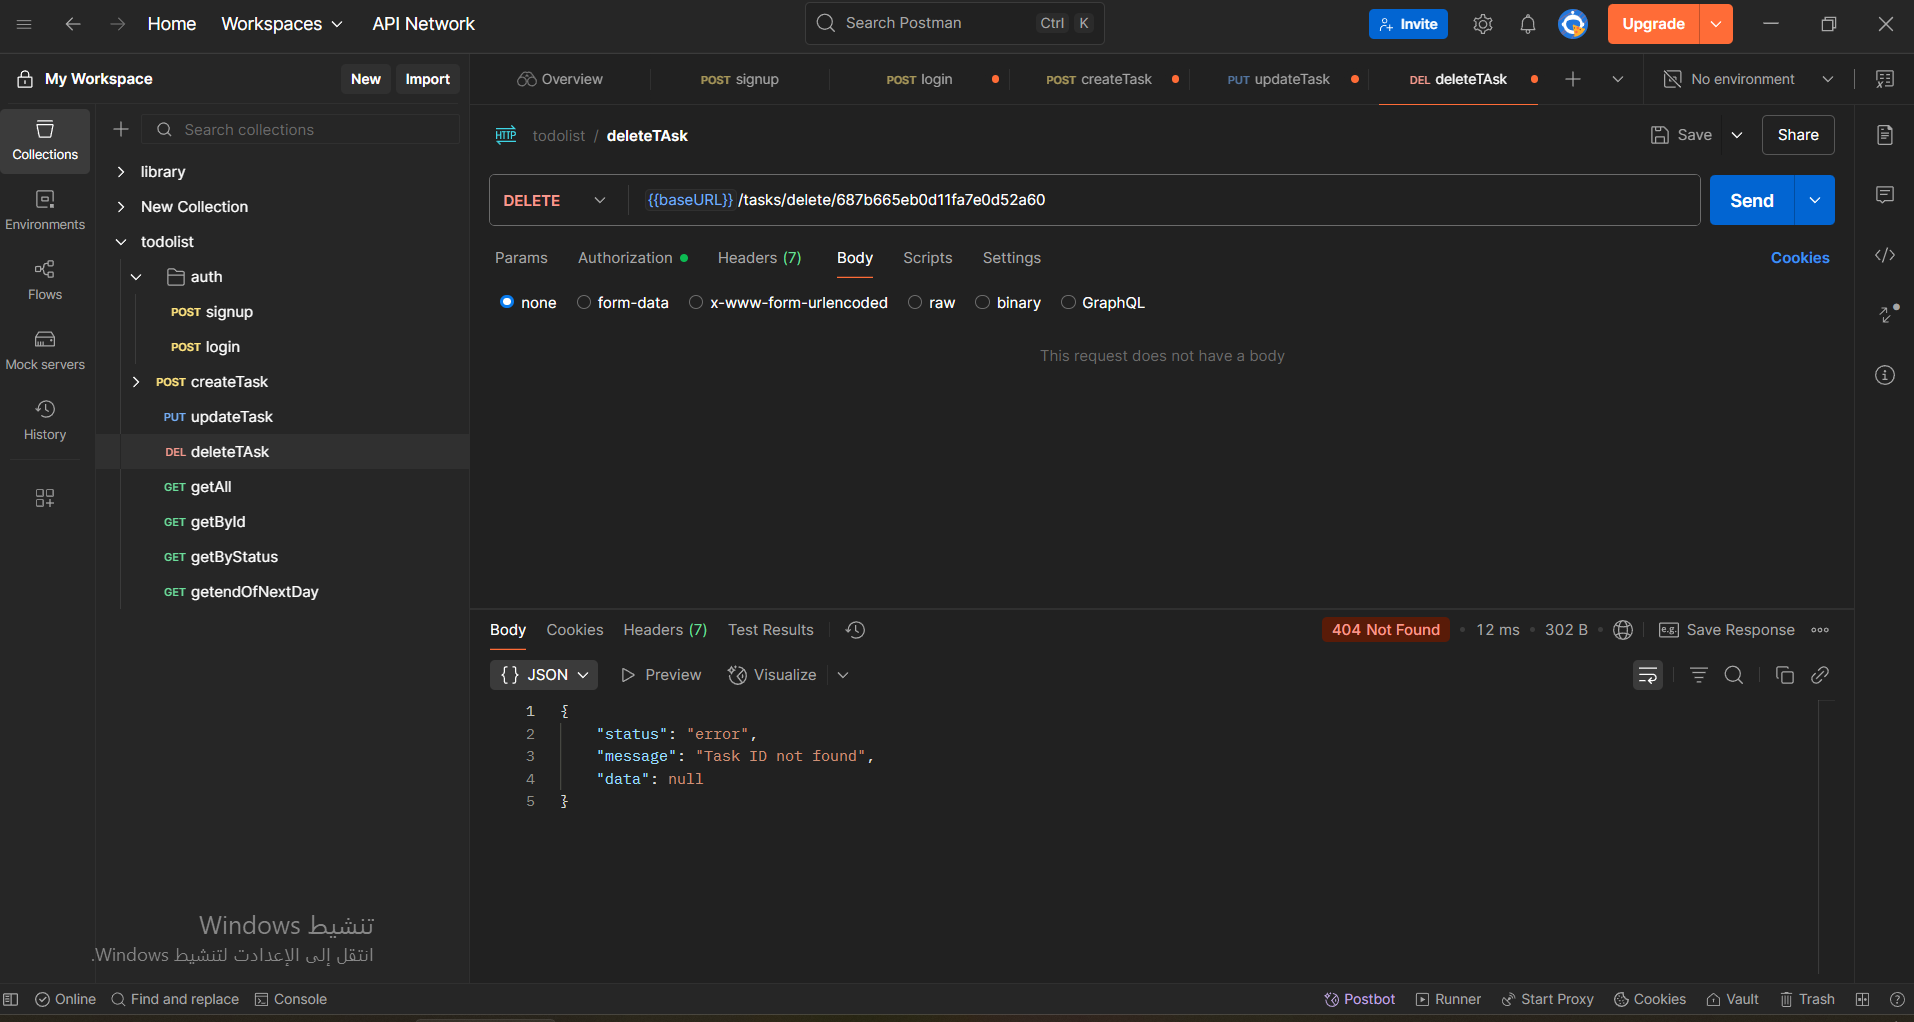 Home Workspaces API Network Search Postman Ctrl K Invite Upgrade
My Workspace New Import Overview POST signup POST login POST createTask PUT updateTask DEL deleteTAsk No environment
Search collections
Collections
Environments
Flows
Mock servers
History
library
New Collection
todolist
auth
POST signup
POST login
POST createTask
PUT updateTask
DEL deleteTAsk
GET getAll
GET getById
GET getByStatus
GET getendOfNextDay
HTTP todolist / deleteTAsk Save Share
DELETE {{baseURL}} /tasks/delete/687b665eb0d11fa7e0d52a60 Send
Params Authorization Headers (7) Body Scripts Settings Cookies
none form-data x-www-form-urlencoded raw binary GraphQL
This request does not have a body
Body Cookies Headers (7) Test Results 404 Not Found 12 ms 302 B e.g. Save Response
{} JSON Preview Visualize
1 {
2 "status": "error",
3 "message": "Task ID not found",
4 "data": null
5 }
تنشيط Windows
انتقل إلى الإعدادت لتنشيط Windows.
Online Find and replace Console Postbot Runner Start Proxy Cookies Vault Trash